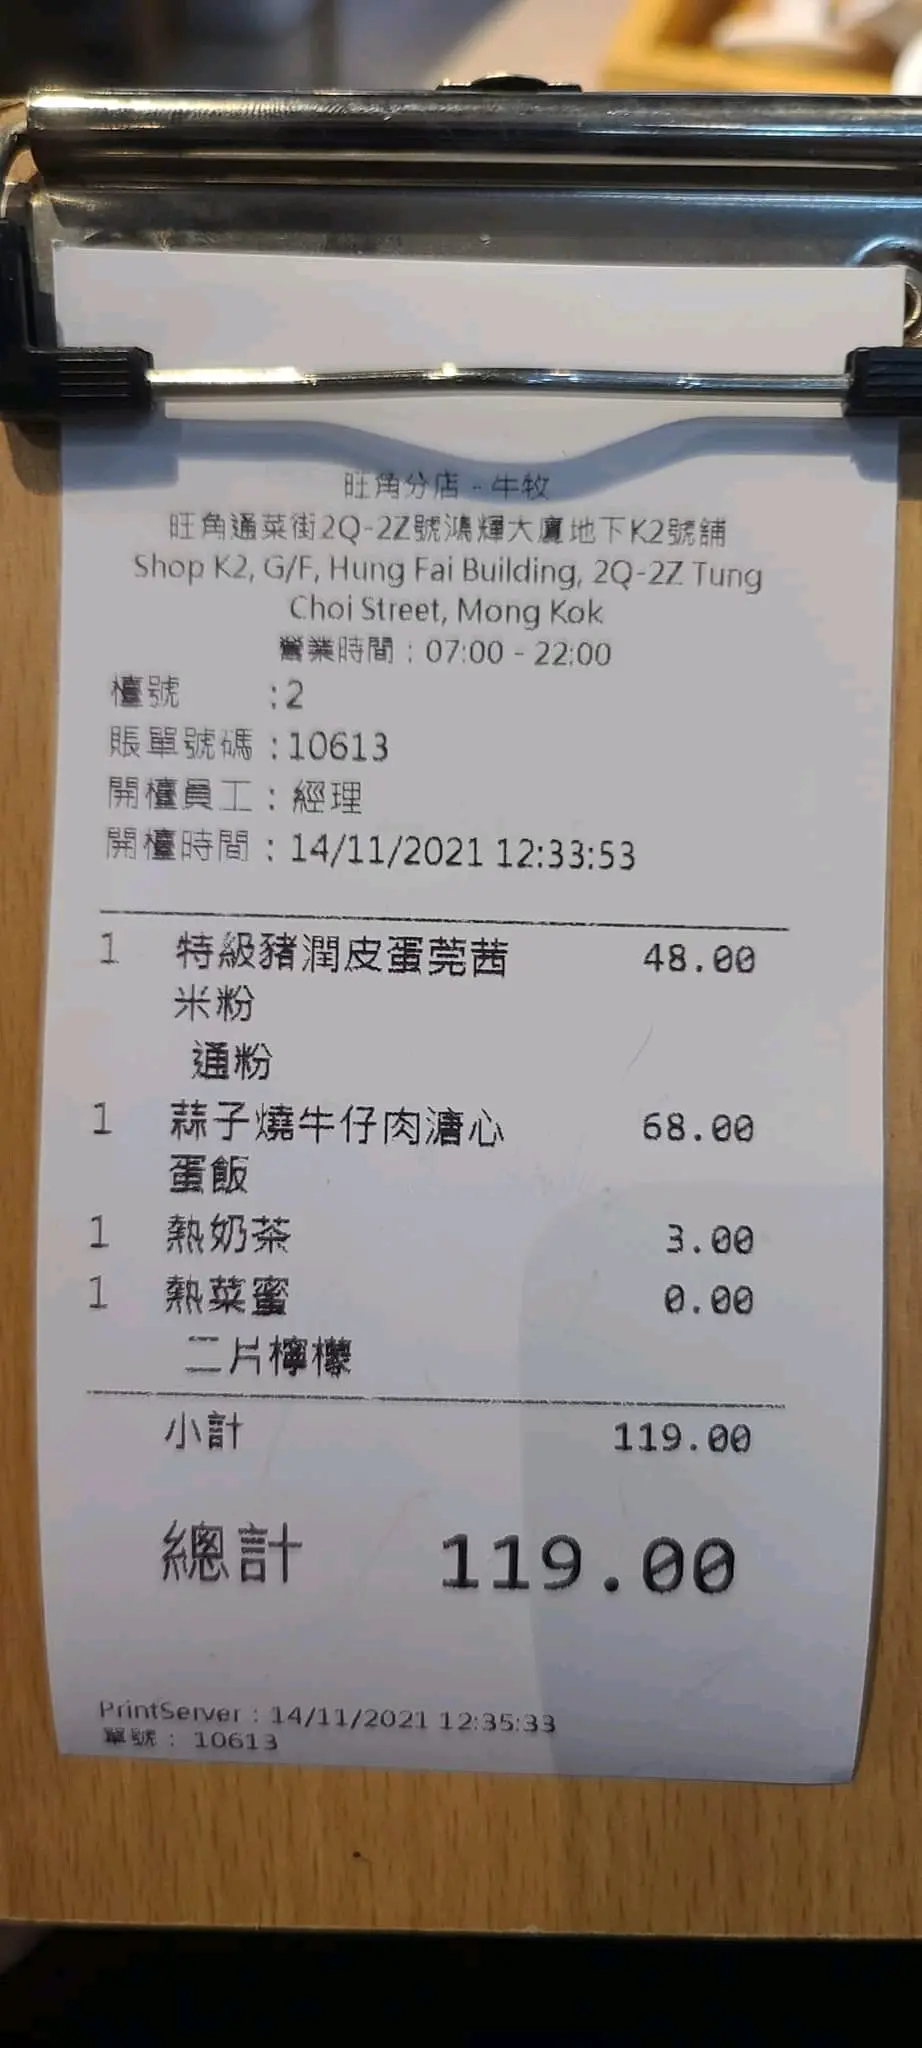 旺角分店 - 牛牧
旺角通菜街2Q-2Z號鴻輝大廈地下K2號舖
Shop K2, G/F, Hung Fai Building, 2Q-2Z Tung
Choi Street, Mong Kok
營業時間 : 07:00 - 22:00
檯號 : 2
賬單號碼 : 10613
開檯員工 : 經理
開檯時間 : 14/11/2021 12:33:53
1 特級豬潤皮蛋莞茜 48.00
米粉
通粉
1 蒜子燒牛仔肉溏心 68.00
蛋飯
1 熱奶茶 3.00
1 熱菜蜜 0.00
二片檸檬
小計 119.00
總計 119.00
PrintServer : 14/11/2021 12:35:33
單號 : 10613